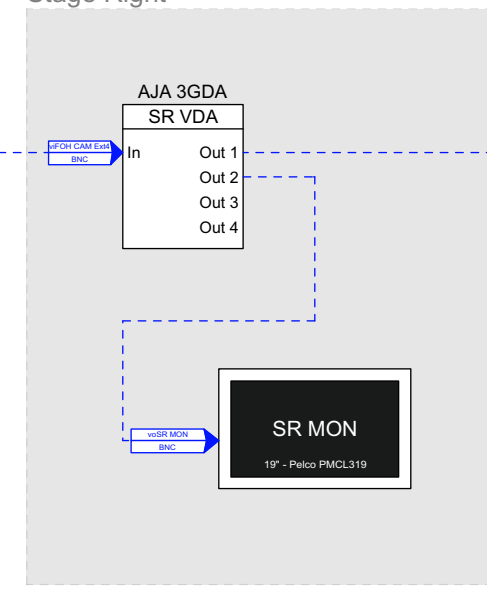 Stage Right
AJA 3GDA
SR VDA
viFOH CAM Ext4
BNC
In
Out 1
Out 2
Out 3
Out 4
voSR MON
BNC
SR MON
19" - Pelco PMCL319